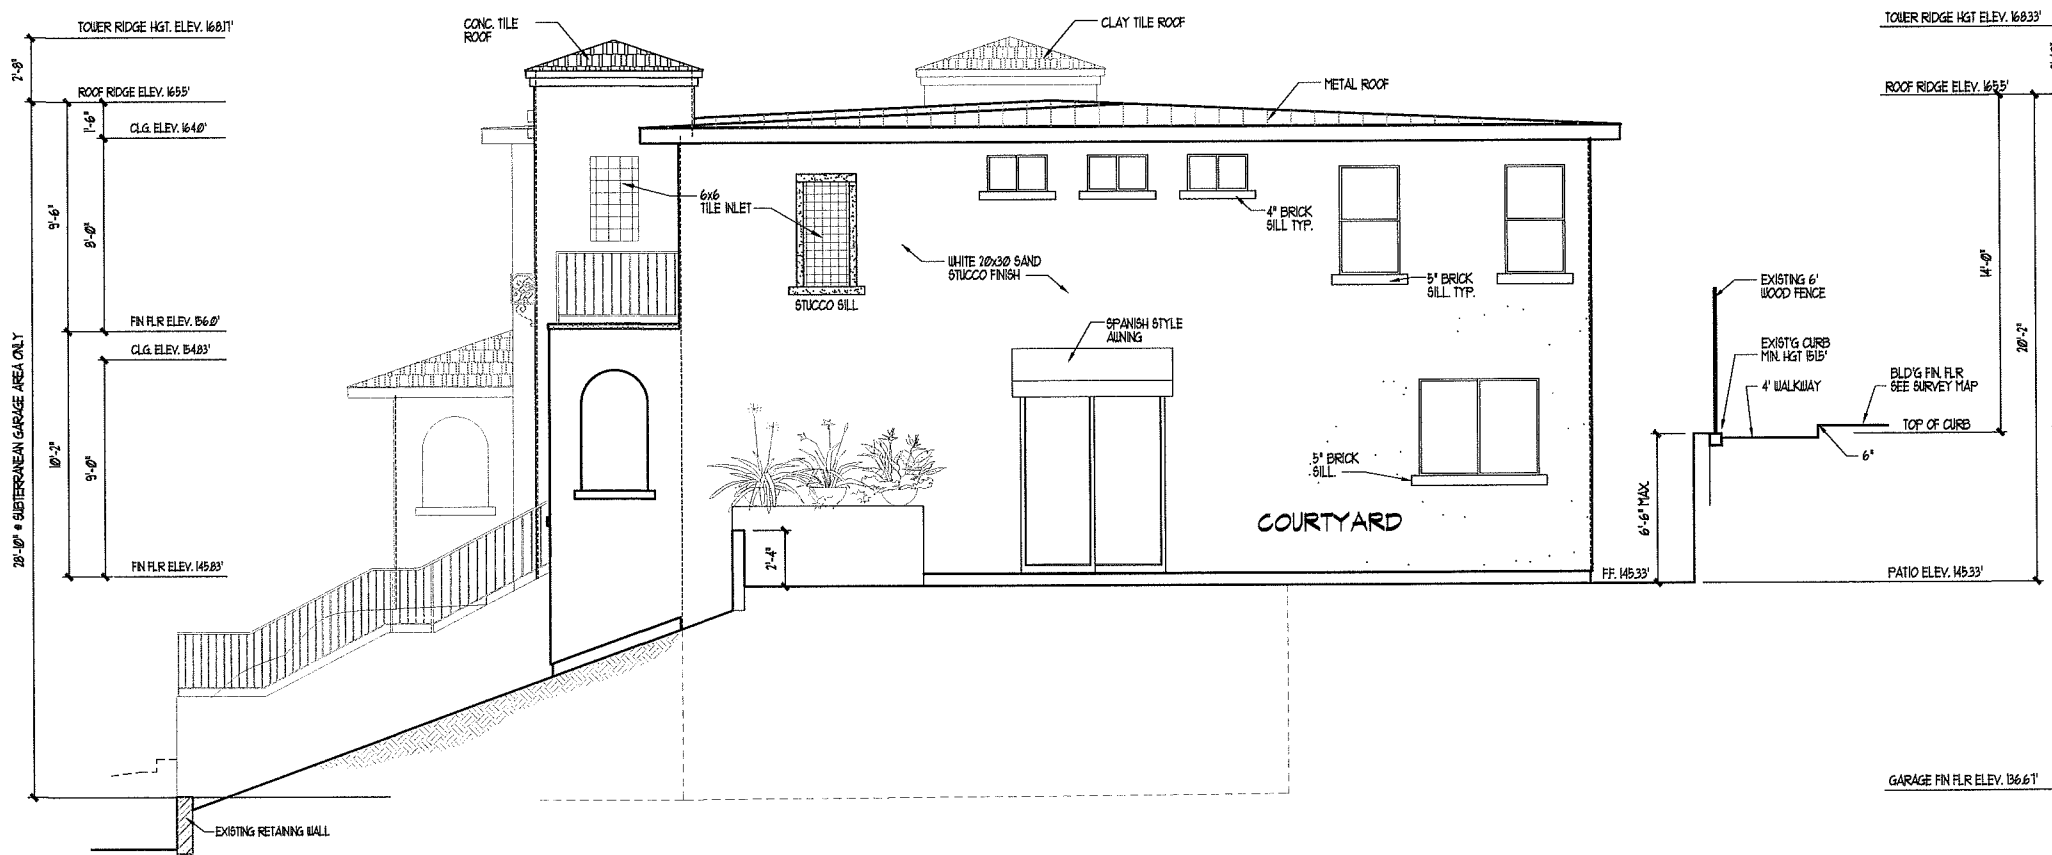 TOWER RIDGE HGT. ELEV. 168.17'
2'-8"
ROOF RIDGE ELEV. 165.5'
1'-6"
CLG. ELEV. 164.0'
9'-6"
8'-0"
FIN FLR ELEV. 156.0'
CLG. ELEV. 154.83'
28'-10" @ SUBTERRANEAN GARAGE AREA ONLY
10'-2"
9'-0"
FIN FLR ELEV. 145.83'
EXISTING RETAINING WALL
CONC. TILE
ROOF
CLAY TILE ROOF
METAL ROOF
6x6
TILE INLET
STUCCO SILL
WHITE 20x30 SAND
STUCCO FINISH
4" BRICK
SILL TYP.
5" BRICK
SILL TYP.
SPANISH STYLE
AWNING
5" BRICK
SILL
COURTYARD
2'-4"
TOWER RIDGE HGT ELEV. 168.33'
ROOF RIDGE ELEV. 165.5'
14'-0"
20'-2"
EXISTING 6'
WOOD FENCE
EXIST'G CURB
MIN. HGT 151.5'
4' WALKWAY
BLD'G FIN. FLR
SEE SURVEY MAP
TOP OF CURB
6"
6'-6" MAX.
FF. 145.33'
PATIO ELEV. 145.33'
GARAGE FIN FLR ELEV. 136.67'